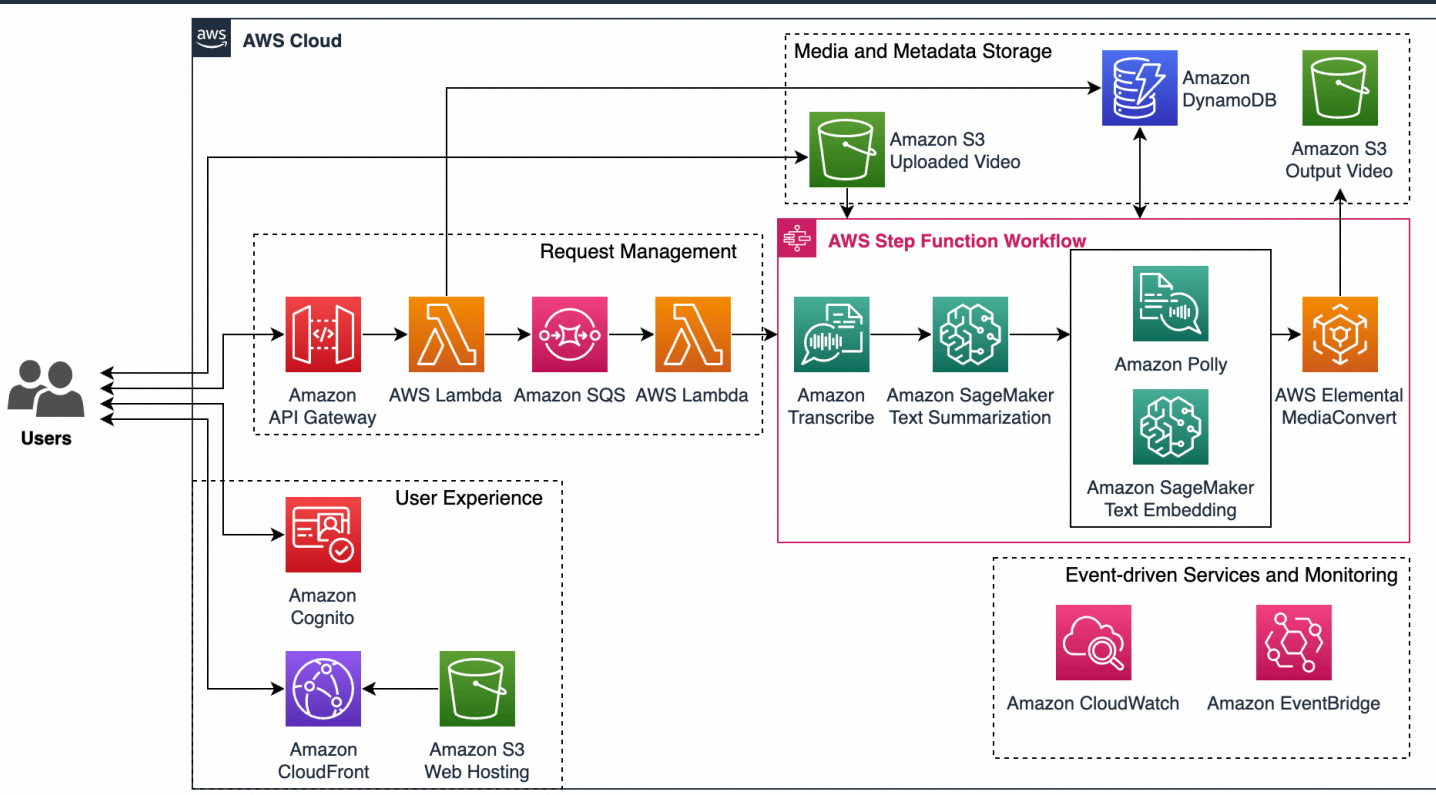 aws
AWS Cloud
Media and Metadata Storage
Amazon
DynamoDB
Amazon S3
Uploaded Video
Amazon S3
Output Video
Request Management
</>
Amazon
API Gateway
AWS Lambda
Amazon SQS
AWS Lambda
AWS Step Function Workflow
Amazon
Transcribe
Amazon SageMaker
Text Summarization
Amazon Polly
Amazon SageMaker
Text Embedding
AWS Elemental
MediaConvert
Users
User Experience
Amazon
Cognito
Amazon
CloudFront
Amazon S3
Web Hosting
Event-driven Services and Monitoring
Amazon CloudWatch
Amazon EventBridge